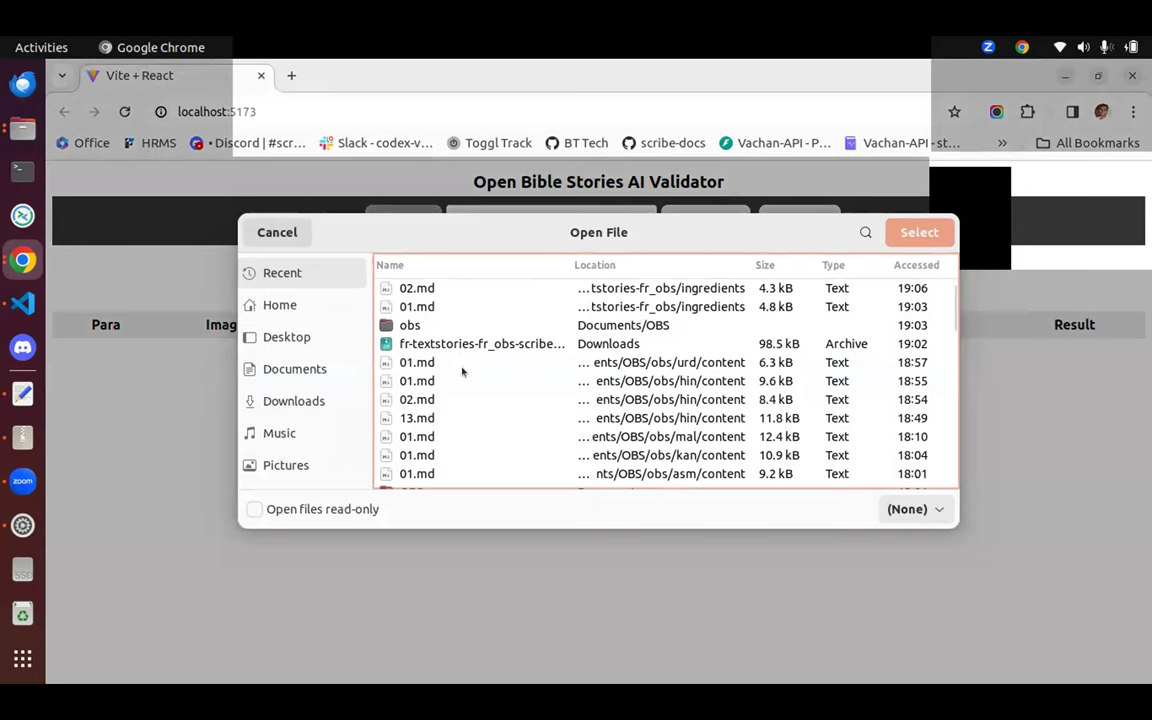 Activities Google Chrome
Vite + React
localhost:5173
Office HRMS • Discord | #scr... Slack - codex-v... Toggl Track BT Tech scribe-docs Vachan-API - P... Vachan-API - st... » All Bookmarks
Open Bible Stories AI Validator
Cancel Open File Select
Recent
Home
Desktop
Documents
Downloads
Music
Pictures
Name Location Size Type Accessed
02.md ...tstories-fr_obs/ingredients 4.3 kB Text 19:06
01.md ...tstories-fr_obs/ingredients 4.8 kB Text 19:03
obs Documents/OBS 19:03
fr-textstories-fr_obs-scribe... Downloads 98.5 kB Archive 19:02
01.md ... ents/OBS/obs/urd/content 6.3 kB Text 18:57
01.md ... ents/OBS/obs/hin/content 9.6 kB Text 18:55
02.md ... ents/OBS/obs/hin/content 8.4 kB Text 18:54
13.md ... ents/OBS/obs/hin/content 11.8 kB Text 18:49
01.md ... ents/OBS/obs/mal/content 12.4 kB Text 18:10
01.md ... ents/OBS/obs/kan/content 10.9 kB Text 18:04
01.md ... nts/OBS/obs/asm/content 9.2 kB Text 18:01
Open files read-only (None)
Para Imag Result
zoom
SSD